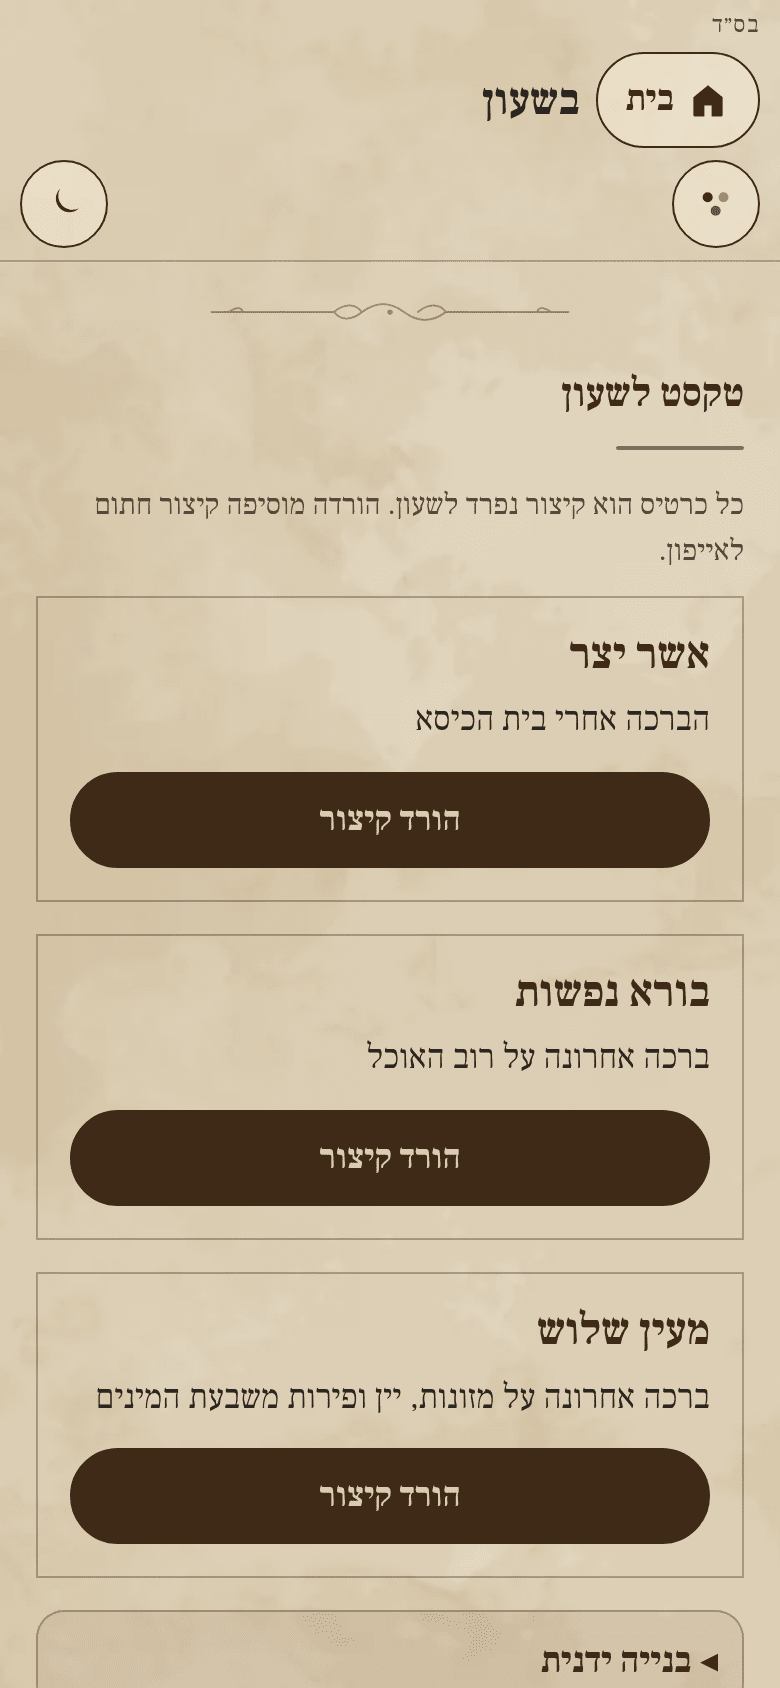 בס״ד
בית
בשעון
טקסט לשעון
כל כרטיס הוא קיצור נפרד לשעון. הורדה מוסיפה קיצור חתום
לאייפון.
אשר יצר
הברכה אחרי בית הכיסא
הורד קיצור
בורא נפשות
ברכה אחרונה על רוב האוכל
הורד קיצור
מעין שלוש
ברכה אחרונה על מזונות, יין ופירות משבעת המינים
הורד קיצור
בנייה ידנית